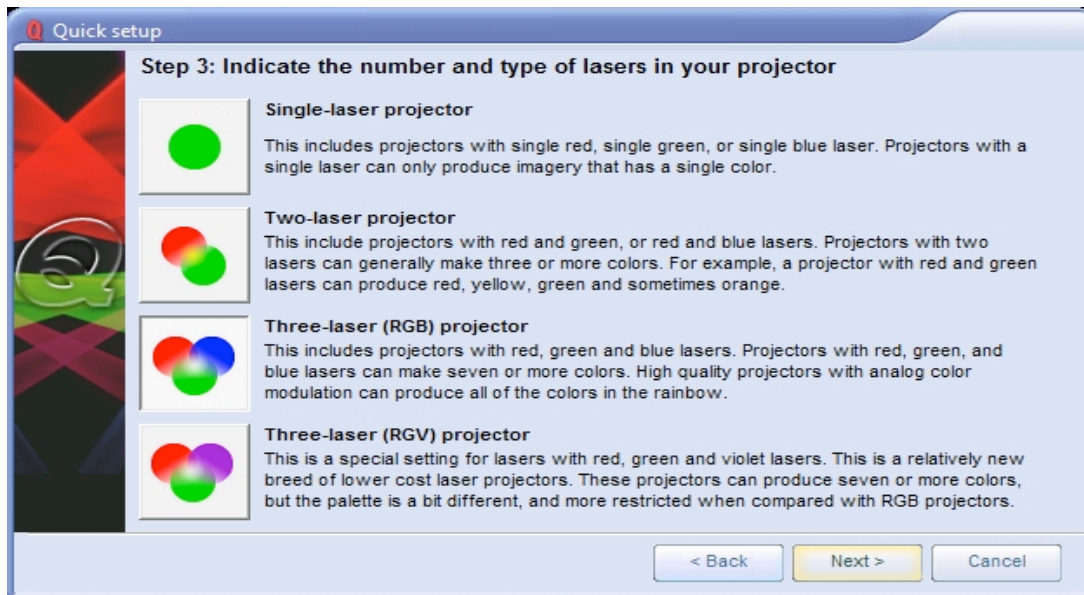 Quick setup
Step 3: Indicate the number and type of lasers in your projector
Single-laser projector
This includes projectors with single red, single green, or single blue laser. Projectors with a
single laser can only produce imagery that has a single color.
Two-laser projector
This include projectors with red and green, or red and blue lasers. Projectors with two
lasers can generally make three or more colors. For example, a projector with red and green
lasers can produce red, yellow, green and sometimes orange.
Three-laser (RGB) projector
This includes projectors with red, green and blue lasers. Projectors with red, green, and
blue lasers can make seven or more colors. High quality projectors with analog color
modulation can produce all of the colors in the rainbow.
Three-laser (RGV) projector
This is a special setting for lasers with red, green and violet lasers. This is a relatively new
breed of lower cost laser projectors. These projectors can produce seven or more colors,
but the palette is a bit different, and more restricted when compared with RGB projectors.
< Back
Next >
Cancel